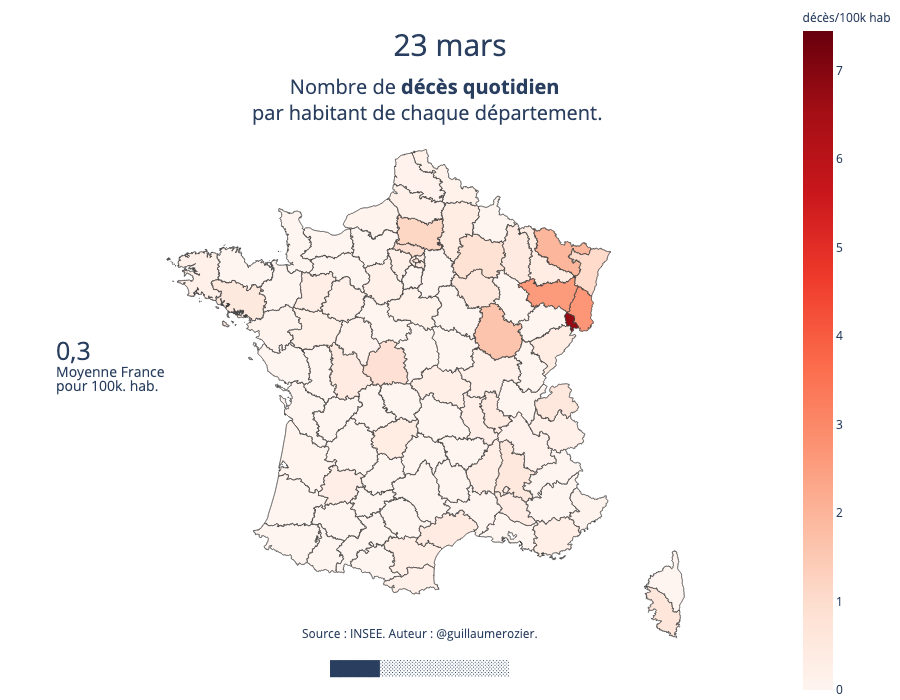 décès/100k hab
23 mars
Nombre de décès quotidien
par habitant de chaque département.
7
6
5
4
3
2
1
0
0,3
Moyenne France
pour 100k. hab.
Source : INSEE. Auteur : @guillaumerozier.